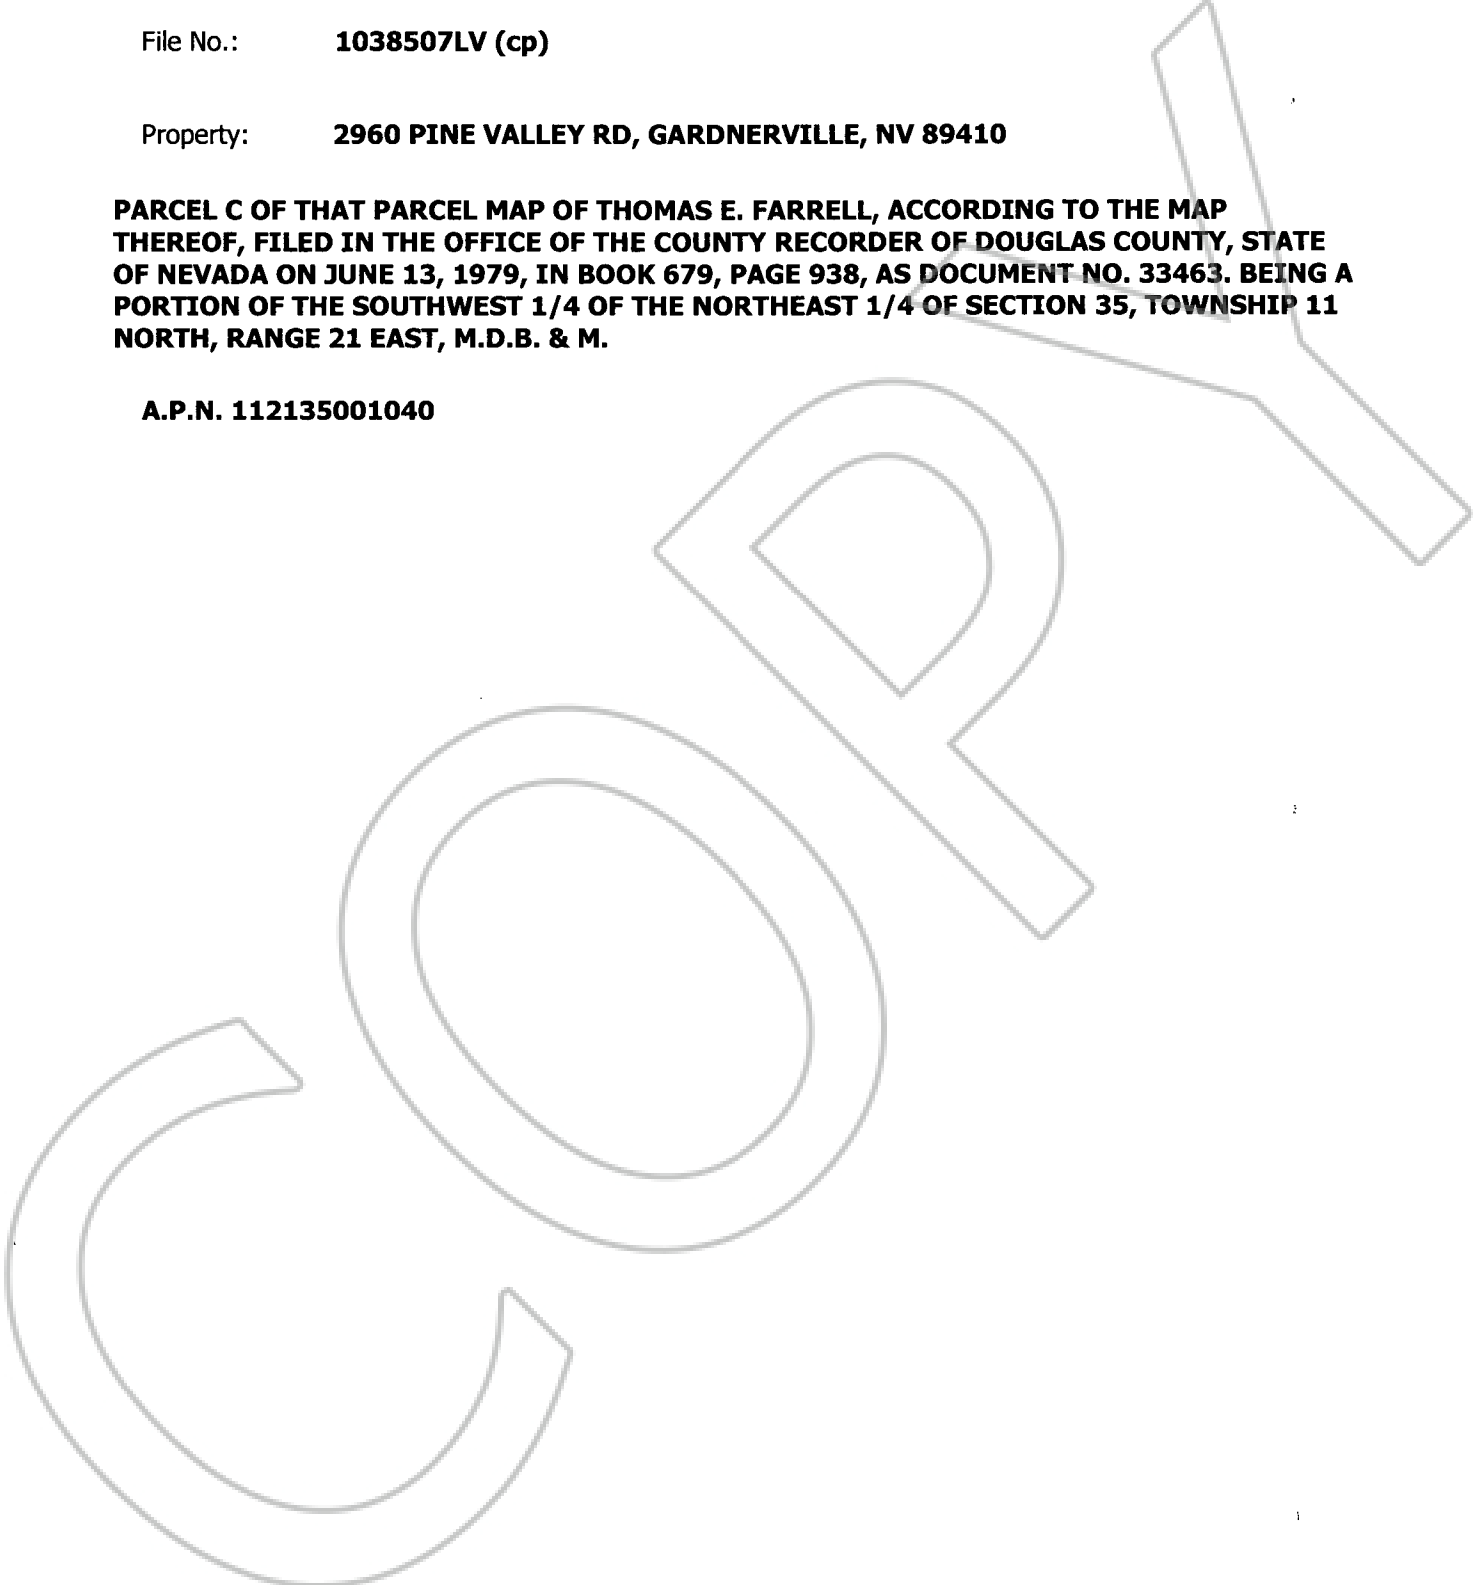 File No.: 1038507LV (cp)
Property: 2960 PINE VALLEY RD, GARDNERVILLE, NV 89410
PARCEL C OF THAT PARCEL MAP OF THOMAS E. FARRELL, ACCORDING TO THE MAP
THEREOF, FILED IN THE OFFICE OF THE COUNTY RECORDER OF DOUGLAS COUNTY, STATE
OF NEVADA ON JUNE 13, 1979, IN BOOK 679, PAGE 938, AS DOCUMENT NO. 33463. BEING A
PORTION OF THE SOUTHWEST 1/4 OF THE NORTHEAST 1/4 OF SECTION 35, TOWNSHIP 11
NORTH, RANGE 21 EAST, M.D.B. & M.
A.P.N. 112135001040
COPY